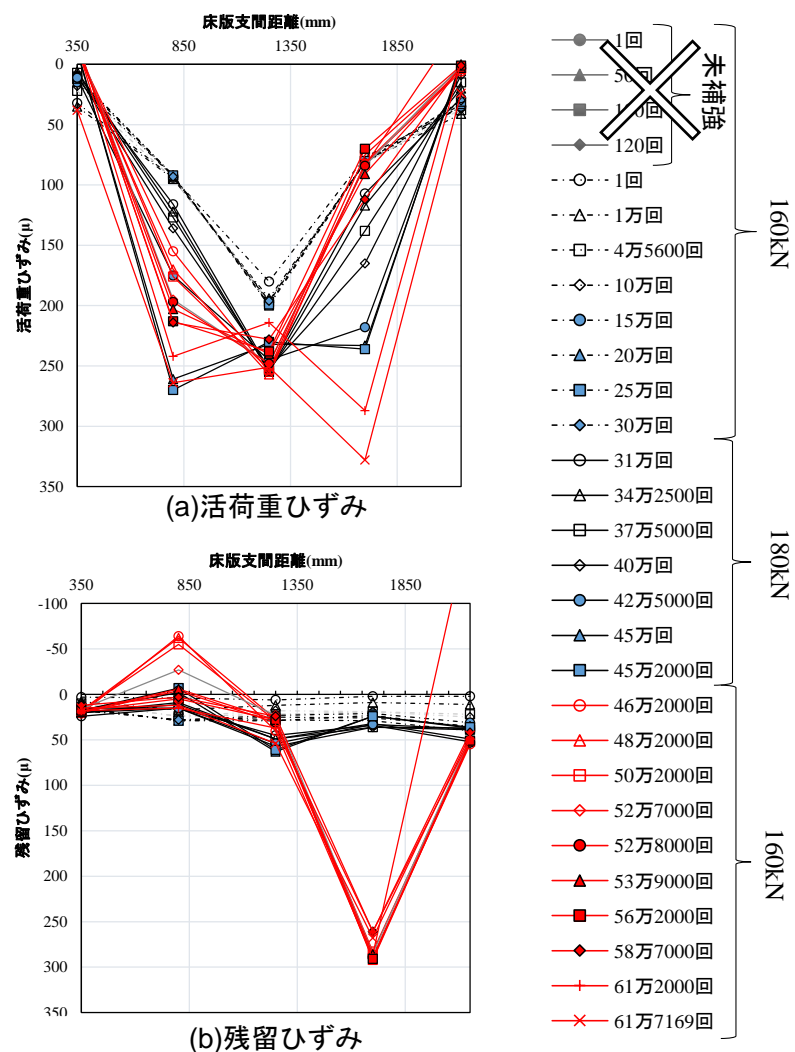 床版支間距離(mm)
350
850
1350
1850
0
50
100
150
200
250
300
350
活荷重ひずみ(μ)
(a)活荷重ひずみ
床版支間距離(mm)
350
850
1350
1850
-100
-50
0
50
100
150
200
250
300
350
残留ひずみ(μ)
(b)残留ひずみ
1回
120回
未補強
1回
1万回
4万5600回
10万回
15万回
20万回
25万回
30万回
160kN
31万回
34万2500回
37万5000回
40万回
42万5000回
45万回
45万2000回
180kN
46万2000回
48万2000回
50万2000回
52万7000回
52万8000回
53万9000回
56万2000回
58万7000回
61万2000回
61万7169回
160kN